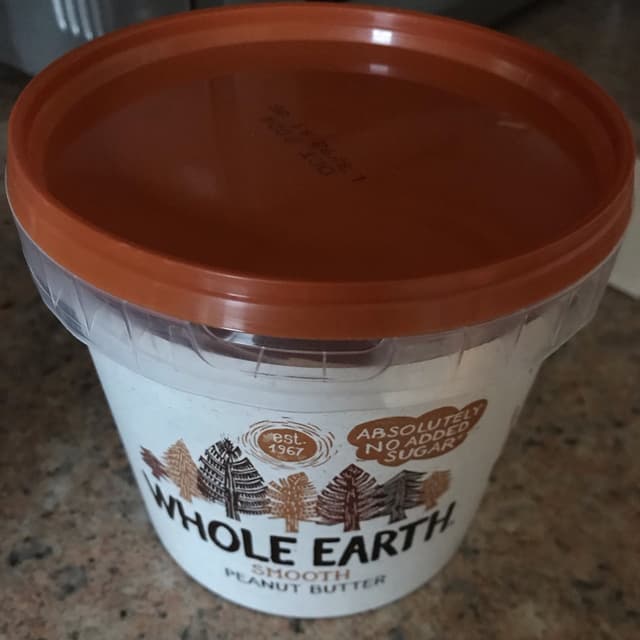 est.
1967
ABSOLUTELY
NO ADDED
SUGAR*
WHOLE EARTH
SMOOTH
PEANUT BUTTER